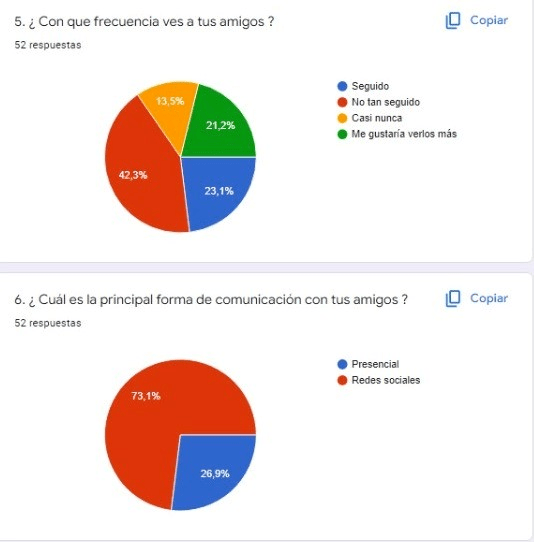 5. ¿ Con que frecuencia ves a tus amigos ?
Copiar
52 respuestas
Seguido
No tan seguido
Casi nunca
Me gustaría verlos más
13,5%
21,2%
42,3%
23,1%
6. ¿ Cuál es la principal forma de comunicación con tus amigos ?
Copiar
52 respuestas
Presencial
Redes sociales
73,1%
26,9%